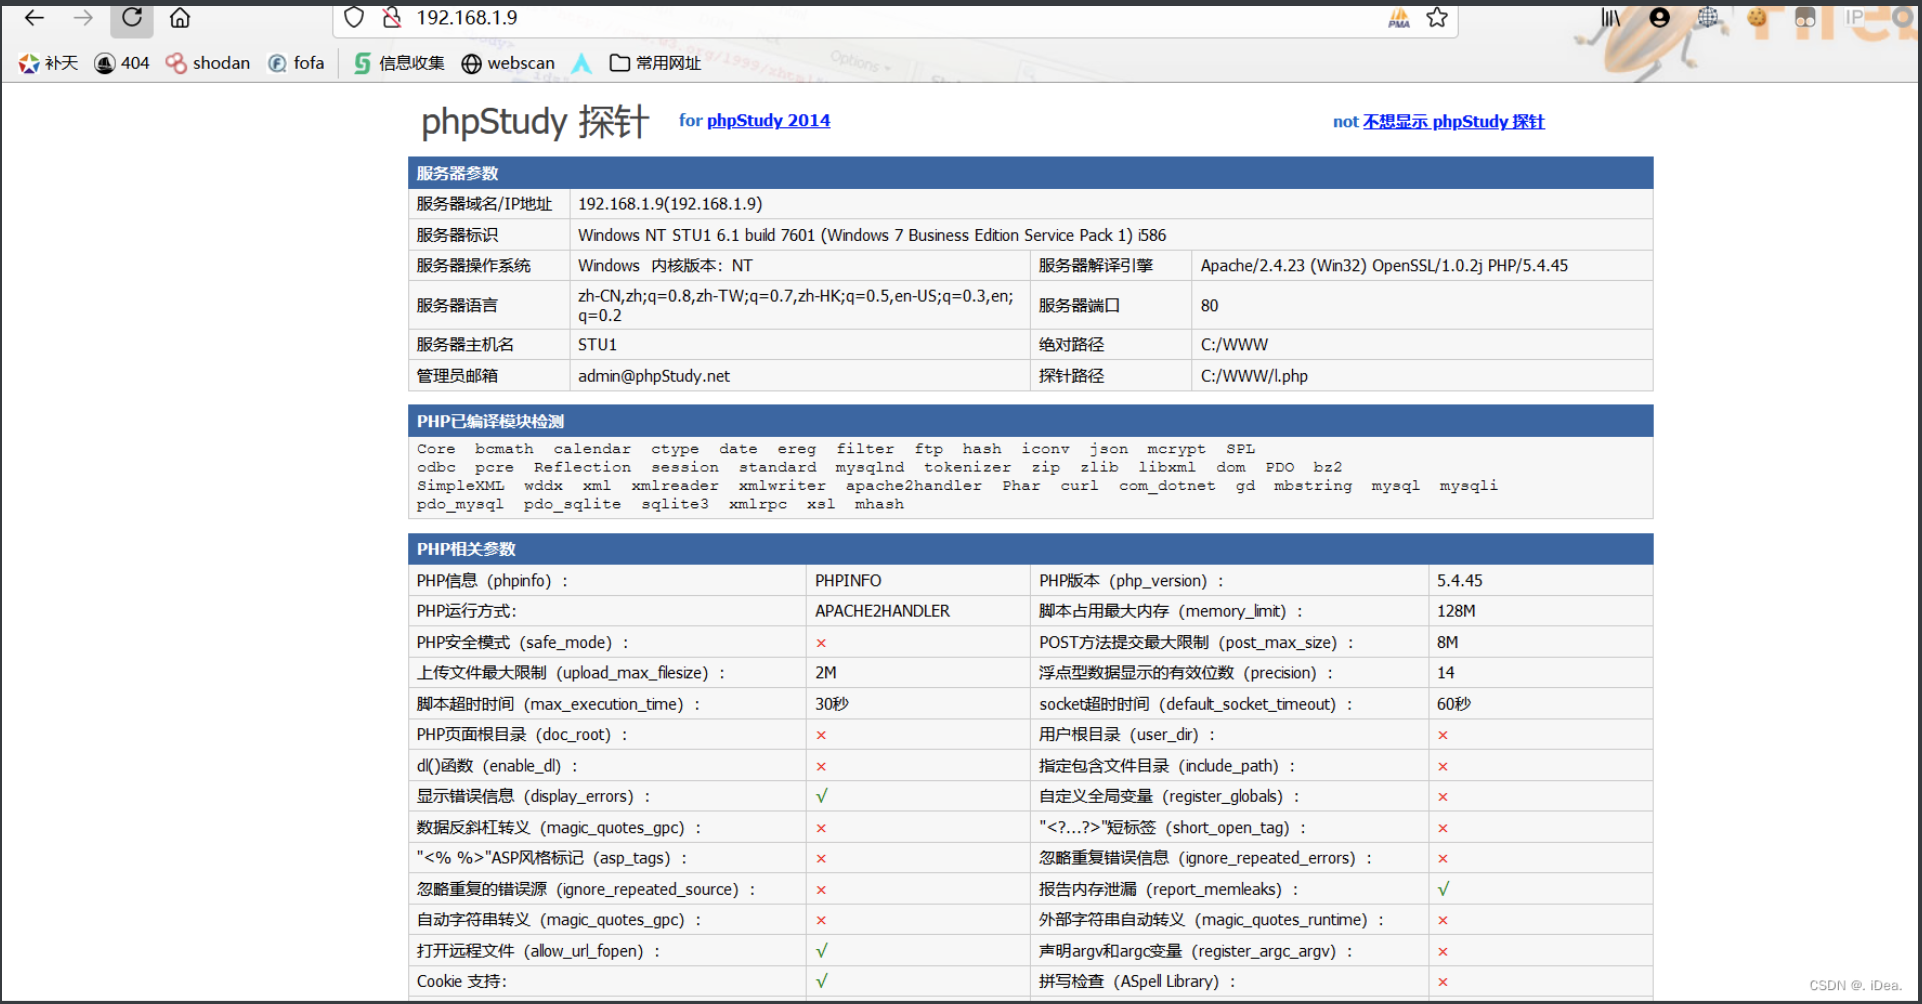 192.168.1.9
补天 404 shodan fofa 信息收集 webscan 常用网址
phpStudy 探针 for phpStudy 2014 not 不想显示 phpStudy 探针
服务器参数
服务器域名/IP地址 192.168.1.9(192.168.1.9)
服务器标识 Windows NT STU1 6.1 build 7601 (Windows 7 Business Edition Service Pack 1) i586
服务器操作系统 Windows 内核版本：NT 服务器解译引擎 Apache/2.4.23 (Win32) OpenSSL/1.0.2j PHP/5.4.45
服务器语言 zh-CN,zh;q=0.8,zh-TW;q=0.7,zh-HK;q=0.5,en-US;q=0.3,en;
q=0.2 服务器端口 80
服务器主机名 STU1 绝对路径 C:/WWW
管理员邮箱 admin@phpStudy.net 探针路径 C:/WWW/l.php
PHP已编译模块检测
Core bcmath calendar ctype date ereg filter ftp hash iconv json mcrypt SPL
odbc pcre Reflection session standard mysqlnd tokenizer zip zlib libxml dom PDO bz2
SimpleXML wddx xml xmlreader xmlwriter apache2handler Phar curl com_dotnet gd mbstring mysql mysqli
pdo_mysql pdo_sqlite sqlite3 xmlrpc xsl mhash
PHP相关参数
PHP信息（phpinfo）： PHPINFO PHP版本（php_version）： 5.4.45
PHP运行方式： APACHE2HANDLER 脚本占用最大内存（memory_limit）： 128M
PHP安全模式（safe_mode）： × POST方法提交最大限制（post_max_size）： 8M
上传文件最大限制（upload_max_filesize）： 2M 浮点型数据显示的有效位数（precision）： 14
脚本超时时间（max_execution_time）： 30秒 socket超时时间（default_socket_timeout）： 60秒
PHP页面根目录（doc_root）： × 用户根目录（user_dir）： ×
dl()函数（enable_dl）： × 指定包含文件目录（include_path）： ×
显示错误信息（display_errors）： √ 自定义全局变量（register_globals）： ×
数据反斜杠转义（magic_quotes_gpc）： × "<?...?>"短标签（short_open_tag）： ×
"<% %>"ASP风格标记（asp_tags）： × 忽略重复错误信息（ignore_repeated_errors）： ×
忽略重复的错误源（ignore_repeated_source）： × 报告内存泄漏（report_memleaks）： √
自动字符串转义（magic_quotes_gpc）： × 外部字符串自动转义（magic_quotes_runtime）： ×
打开远程文件（allow_url_fopen）： √ 声明argv和argc变量（register_argc_argv）： ×
Cookie 支持： √ 拼写检查（ASpell Library）： ×
CSDN @. iDea.